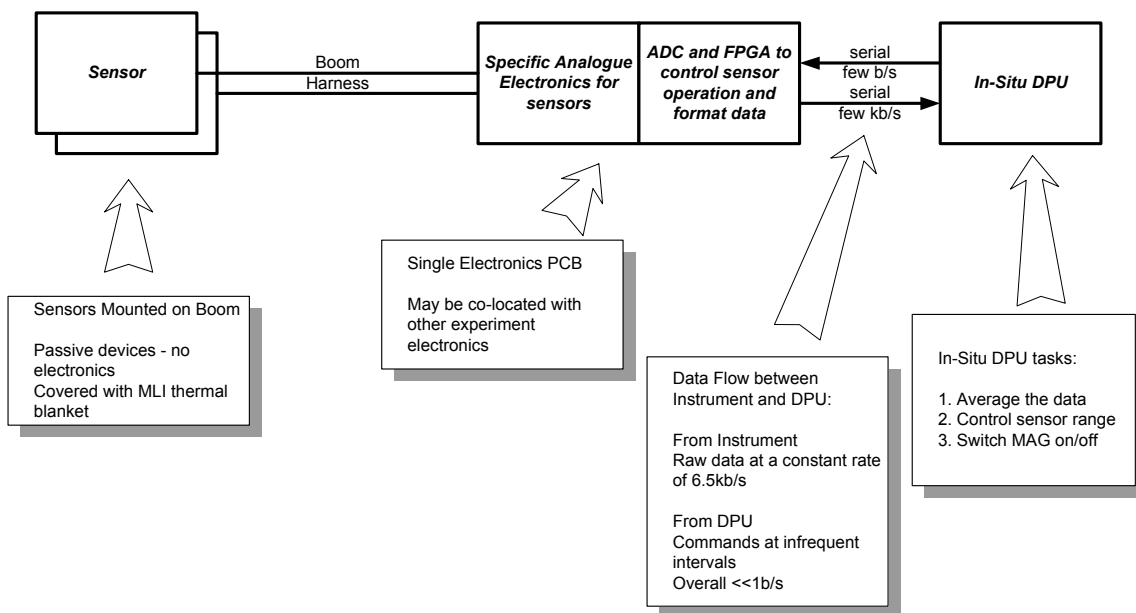 Sensor
Boom
Harness
Specific Analogue
Electronics for
sensors
ADC and FPGA to
control sensor
operation and
format data
serial
few b/s
serial
few kb/s
In-Situ DPU
Sensors Mounted on Boom
Passive devices - no
electronics
Covered with MLI thermal
blanket
Single Electronics PCB
May be co-located with
other experiment
electronics
Data Flow between
Instrument and DPU:
From Instrument
Raw data at a constant rate
of 6.5kb/s
From DPU
Commands at infrequent
intervals
Overall <<1b/s
In-Situ DPU tasks:
1. Average the data
2. Control sensor range
3. Switch MAG on/off